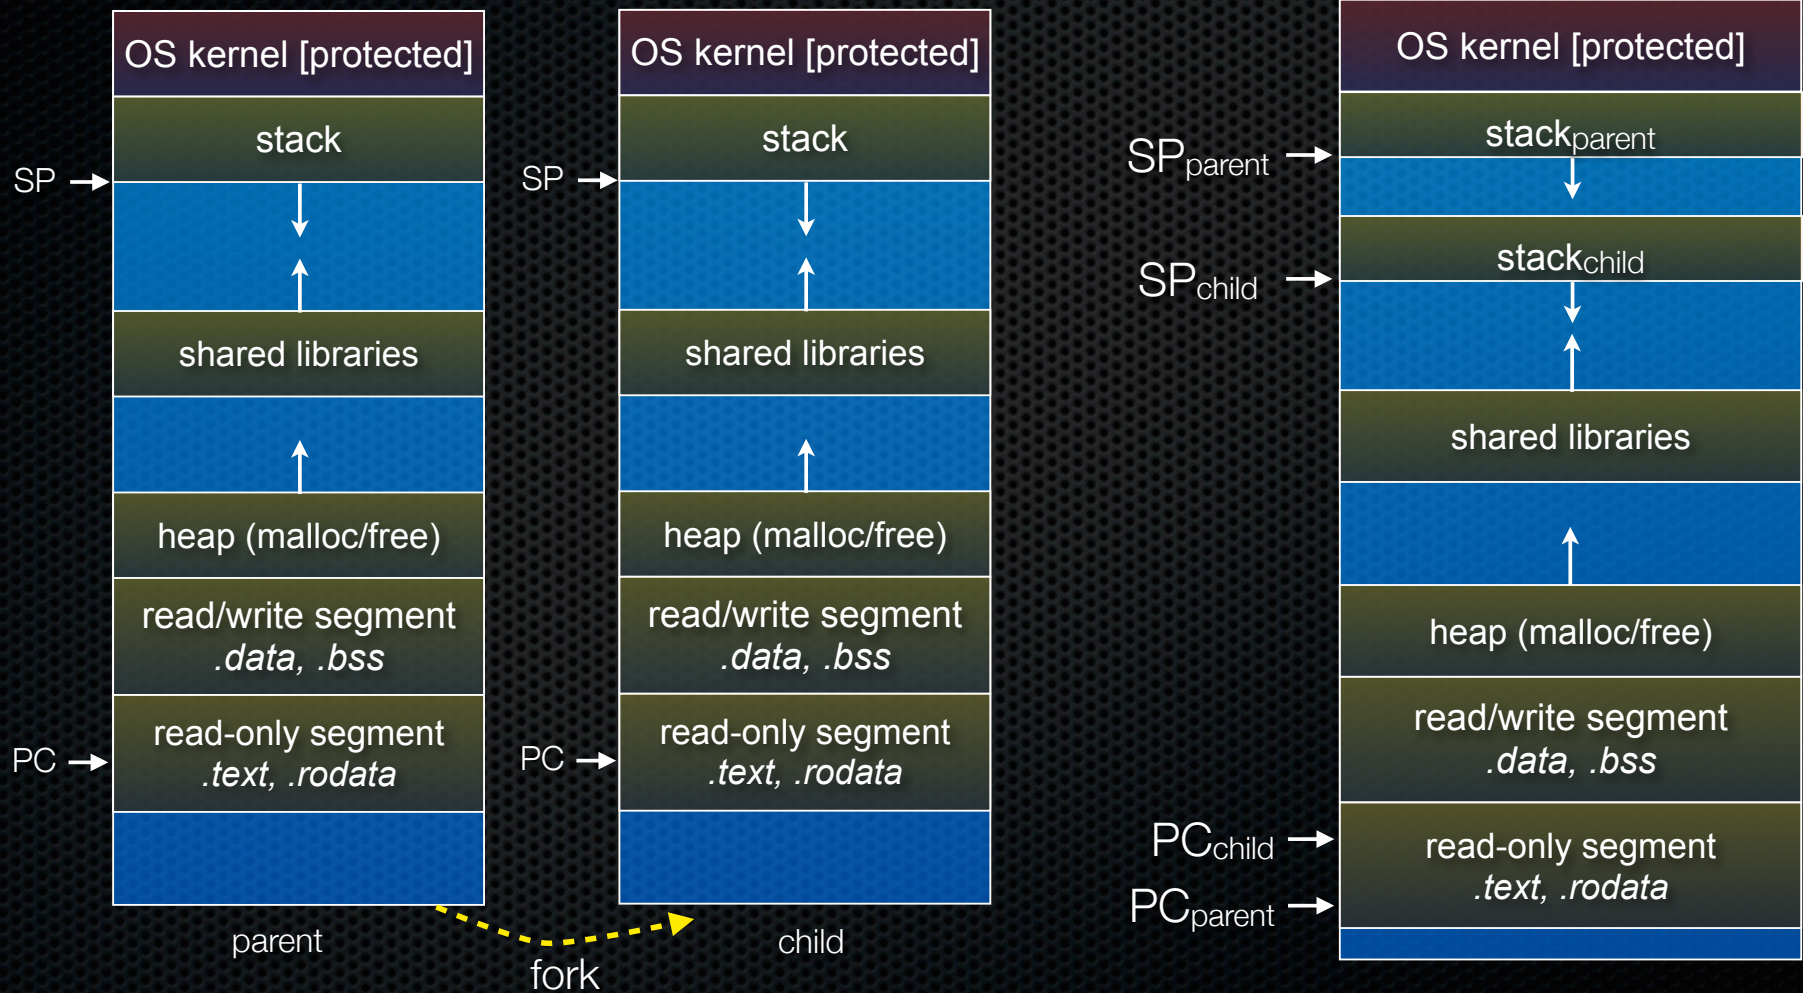 OS kernel [protected]
stack
SP
shared libraries
heap (malloc/free)
read/write segment
.data, .bss
read-only segment
.text, .rodata
PC
parent
fork
OS kernel [protected]
stack
SP
shared libraries
heap (malloc/free)
read/write segment
.data, .bss
read-only segment
.text, .rodata
PC
child
OS kernel [protected]
stackparent
SPparent
stackchild
SPchild
shared libraries
heap (malloc/free)
read/write segment
.data, .bss
PCchild
read-only segment
.text, .rodata
PCparent